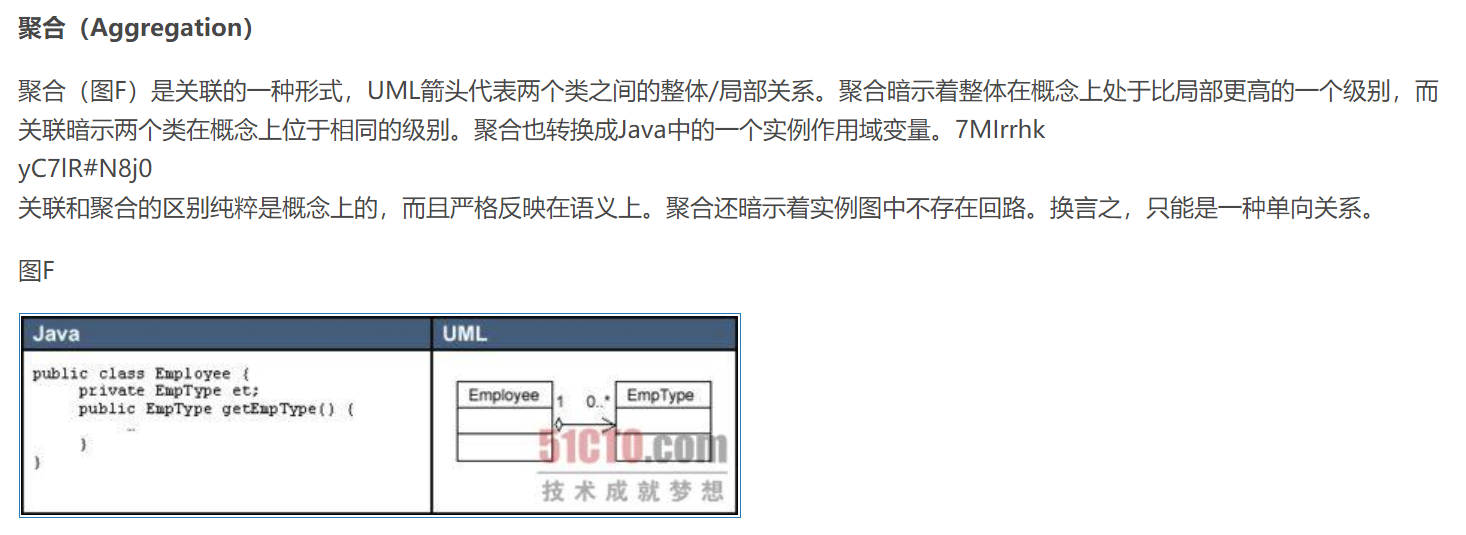 聚合（Aggregation）
聚合（图F）是关联的一种形式，UML箭头代表两个类之间的整体/局部关系。聚合暗示着整体在概念上处于比局部更高的一个级别，而
关联暗示两个类在概念上位于相同的级别。聚合也转换成Java中的一个实例作用域变量。7MIrrhk
yC7lR#N8j0
关联和聚合的区别纯粹是概念上的，而且严格反映在语义上。聚合还暗示着实例图中不存在回路。换言之，只能是一种单向关系。
图F
Java
UML
public class Employee {
private EmpType et;
public EmpType getEmpType() {
…
}
}
Employee
1
0..*
EmpType
51CTO.com
技术成就梦想